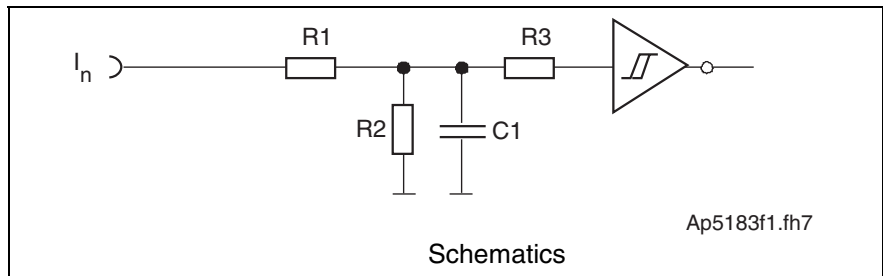 R1
R3
In
R2
C1
Ap5183f1.fh7
Schematics